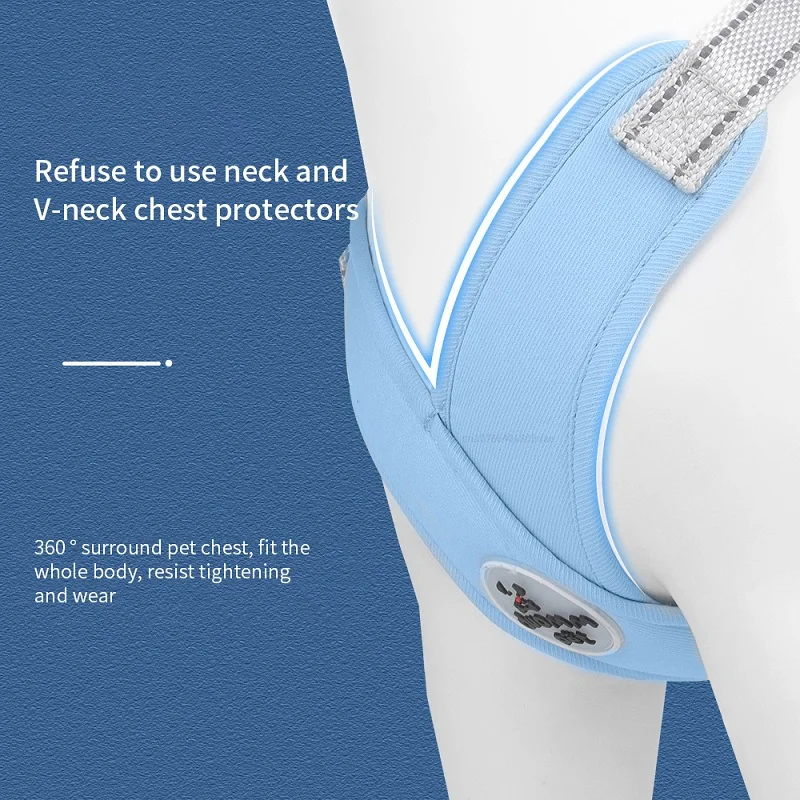 Refuse to use neck and
V-neck chest protectors
360 ° surround pet chest, fit the
whole body, resist tightening
and wear